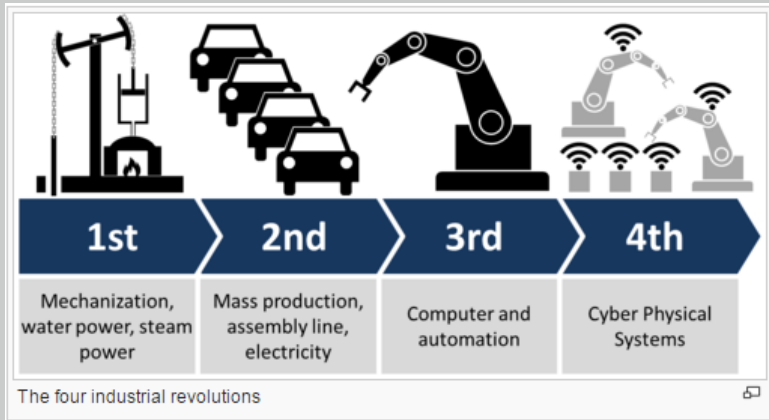 1st
2nd
3rd
4th
Mechanization,
water power, steam
power
Mass production,
assembly line,
electricity
Computer and
automation
Cyber Physical
Systems
The four industrial revolutions